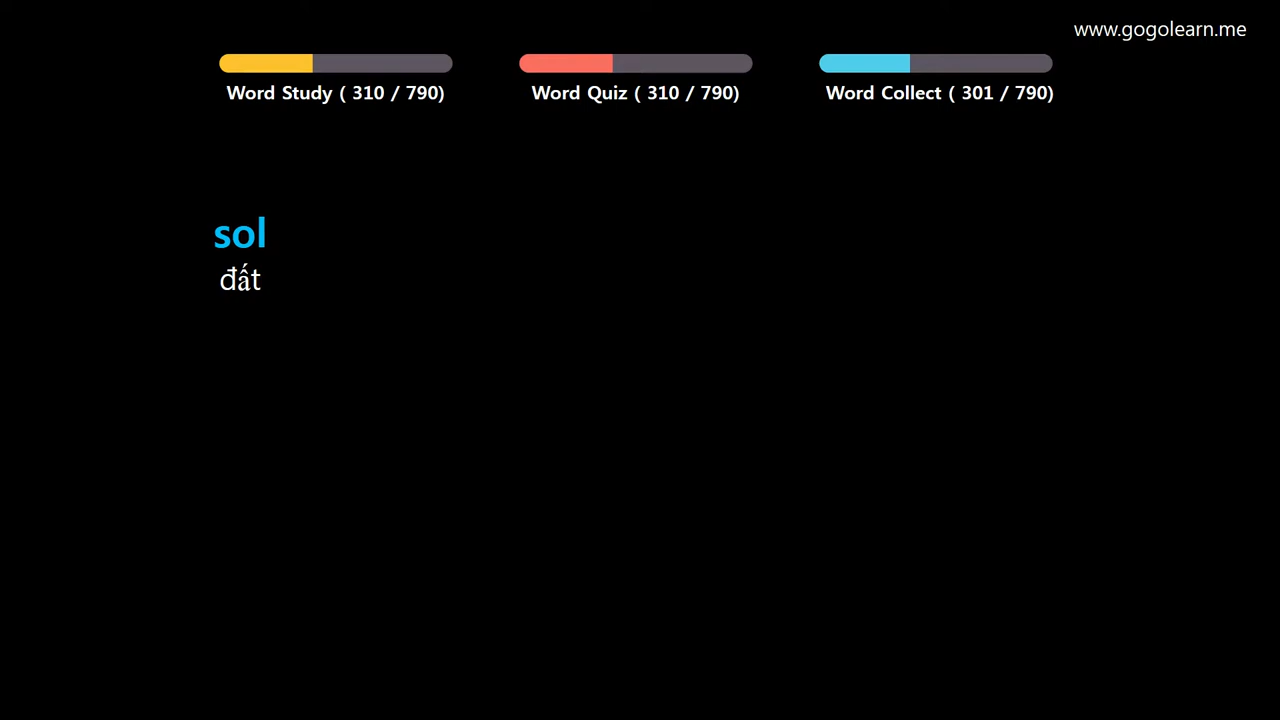 www.gogolearn.me
Word Study ( 310 / 790)
Word Quiz ( 310 / 790)
Word Collect ( 301 / 790)
sol
đất